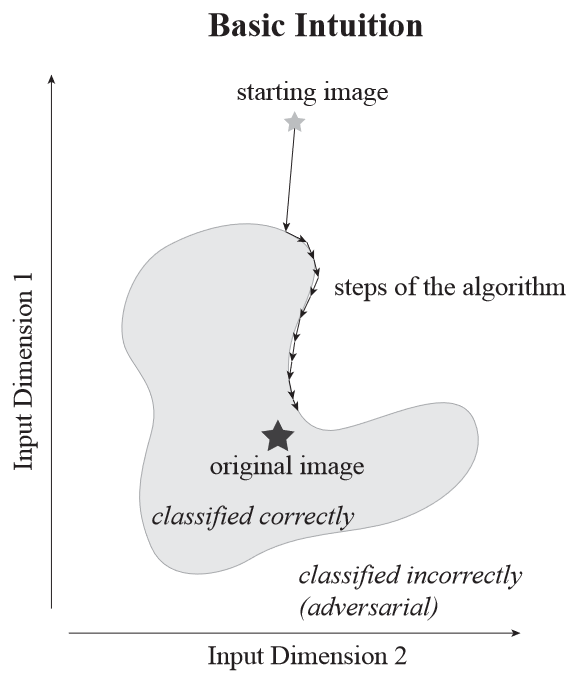 Basic Intuition
starting image
steps of the algorithm
Input Dimension 1
original image
classified correctly
classified incorrectly
(adversarial)
Input Dimension 2